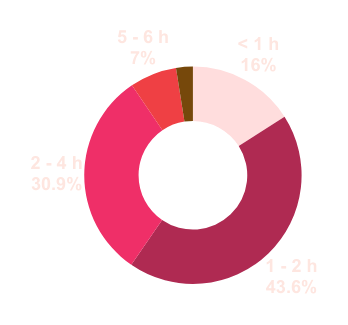 5 - 6 h
7%
< 1 h
16%
2 - 4 h
30.9%
1 - 2 h
43.6%